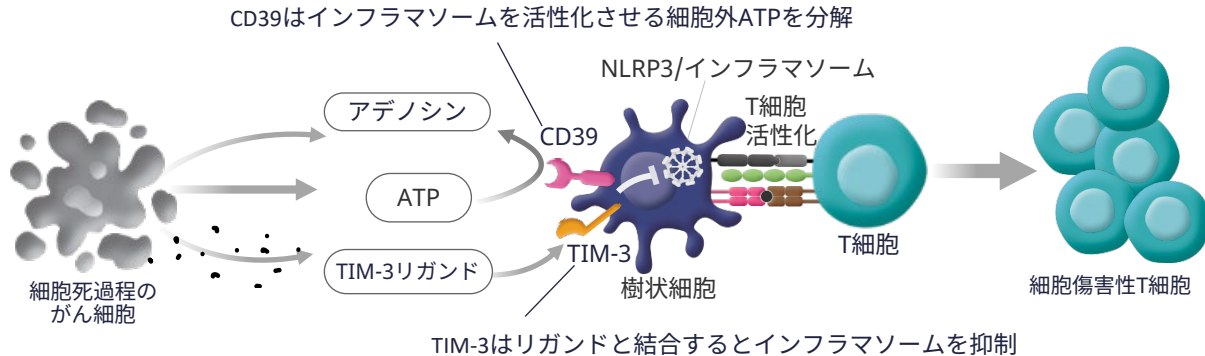 CD39はインフラマソームを活性化させる細胞外ATPを分解
NLRP3/インフラマソーム
アデノシン
CD39
T細胞
活性化
ATP
TIM-3リガンド
TIM-3
樹状細胞
T細胞
細胞死過程の
がん細胞
細胞傷害性T細胞
TIM-3はリガンドと結合するとインフラマソームを抑制